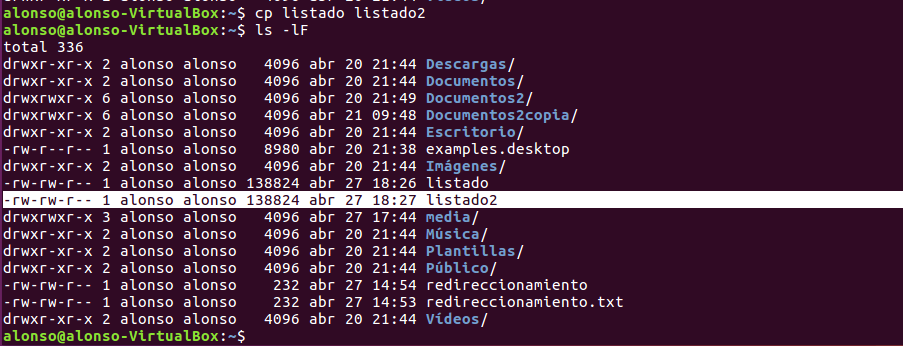 alonso@alonso-VirtualBox:~$ cp listado listado2
alonso@alonso-VirtualBox:~$ ls -lF
total 336
drwxr-xr-x 2 alonso alonso   4096 abr 20 21:44 Descargas/
drwxr-xr-x 2 alonso alonso   4096 abr 20 21:44 Documentos/
drwxrwxr-x 6 alonso alonso   4096 abr 20 21:49 Documentos2/
drwxrwxr-x 6 alonso alonso   4096 abr 21 09:48 Documentos2copia/
drwxr-xr-x 2 alonso alonso   4096 abr 20 21:44 Escritorio/
-rw-r--r-- 1 alonso alonso   8980 abr 20 21:38 examples.desktop
drwxr-xr-x 2 alonso alonso   4096 abr 20 21:44 Imágenes/
-rw-rw-r-- 1 alonso alonso 138824 abr 27 18:26 listado
-rw-rw-r-- 1 alonso alonso 138824 abr 27 18:27 listado2
drwxrwxr-x 3 alonso alonso   4096 abr 27 17:44 media/
drwxr-xr-x 2 alonso alonso   4096 abr 20 21:44 Música/
drwxr-xr-x 2 alonso alonso   4096 abr 20 21:44 Plantillas/
drwxr-xr-x 2 alonso alonso   4096 abr 20 21:44 Público/
-rw-rw-r-- 1 alonso alonso    232 abr 27 14:54 redireccionamiento
-rw-rw-r-- 1 alonso alonso    232 abr 27 14:53 redireccionamiento.txt
drwxr-xr-x 2 alonso alonso   4096 abr 20 21:44 Vídeos/
alonso@alonso-VirtualBox:~$